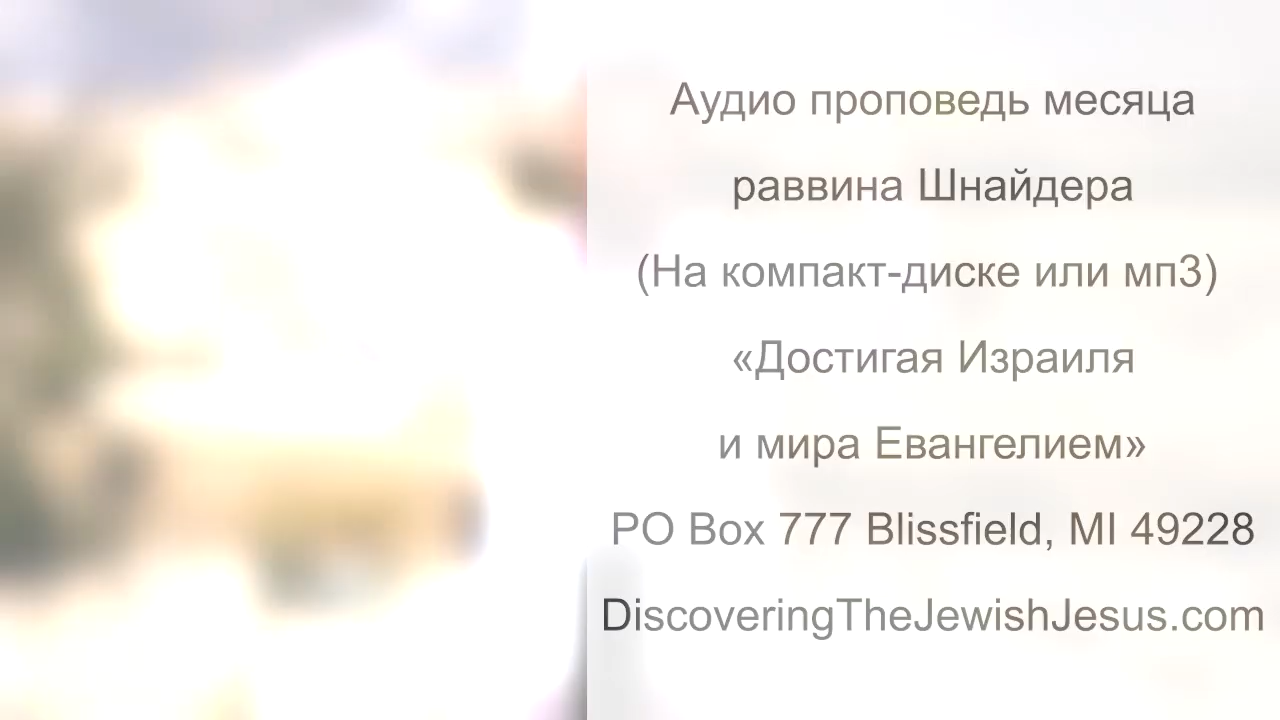 Аудио проповедь месяца
раввина Шнайдера
(На компакт-диске или мп3)
«Достигая Израиля
и мира Евангелием»
PO Box 777 Blissfield, MI 49228
DiscoveringTheJewishJesus.com